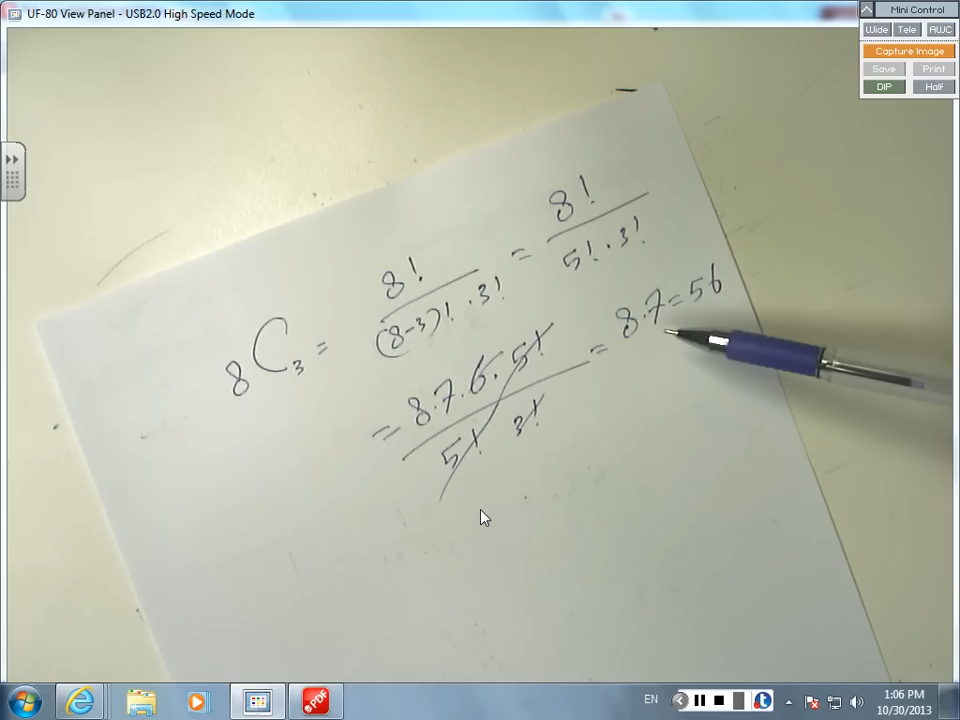 UF-80 View Panel - USB2.0 High Speed Mode
Mini Control
Wide Tele AWC
Capture Image
Save Print
DIP Half
8C3 = 8! / (8-3)! · 3! = 8! / 5! · 3!
= 8·7·6·5! / 5! 3! = 8·7 = 56
PDF
EN
1:06 PM
10/30/2013